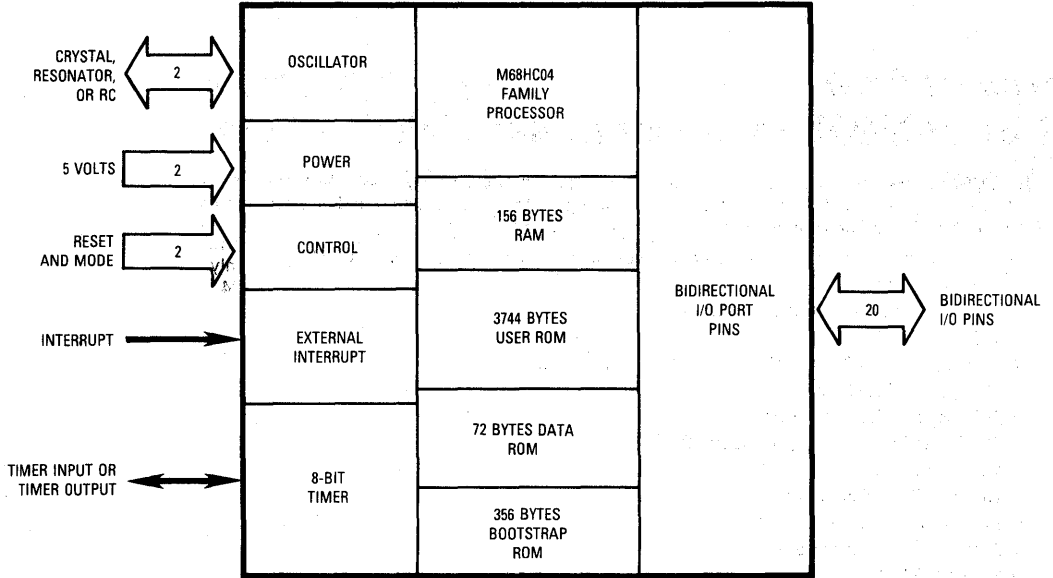 CRYSTAL,
RESONATOR,
OR RC
2
5 VOLTS
2
RESET
AND MODE
2
INTERRUPT
TIMER INPUT OR
TIMER OUTPUT
OSCILLATOR
POWER
CONTROL
EXTERNAL
INTERRUPT
8-BIT
TIMER
M68HC04
FAMILY
PROCESSOR
156 BYTES
RAM
3744 BYTES
USER ROM
72 BYTES DATA
ROM
356 BYTES
BOOTSTRAP
ROM
BIDIRECTIONAL
I/O PORT
PINS
20
BIDIRECTIONAL
I/O PINS